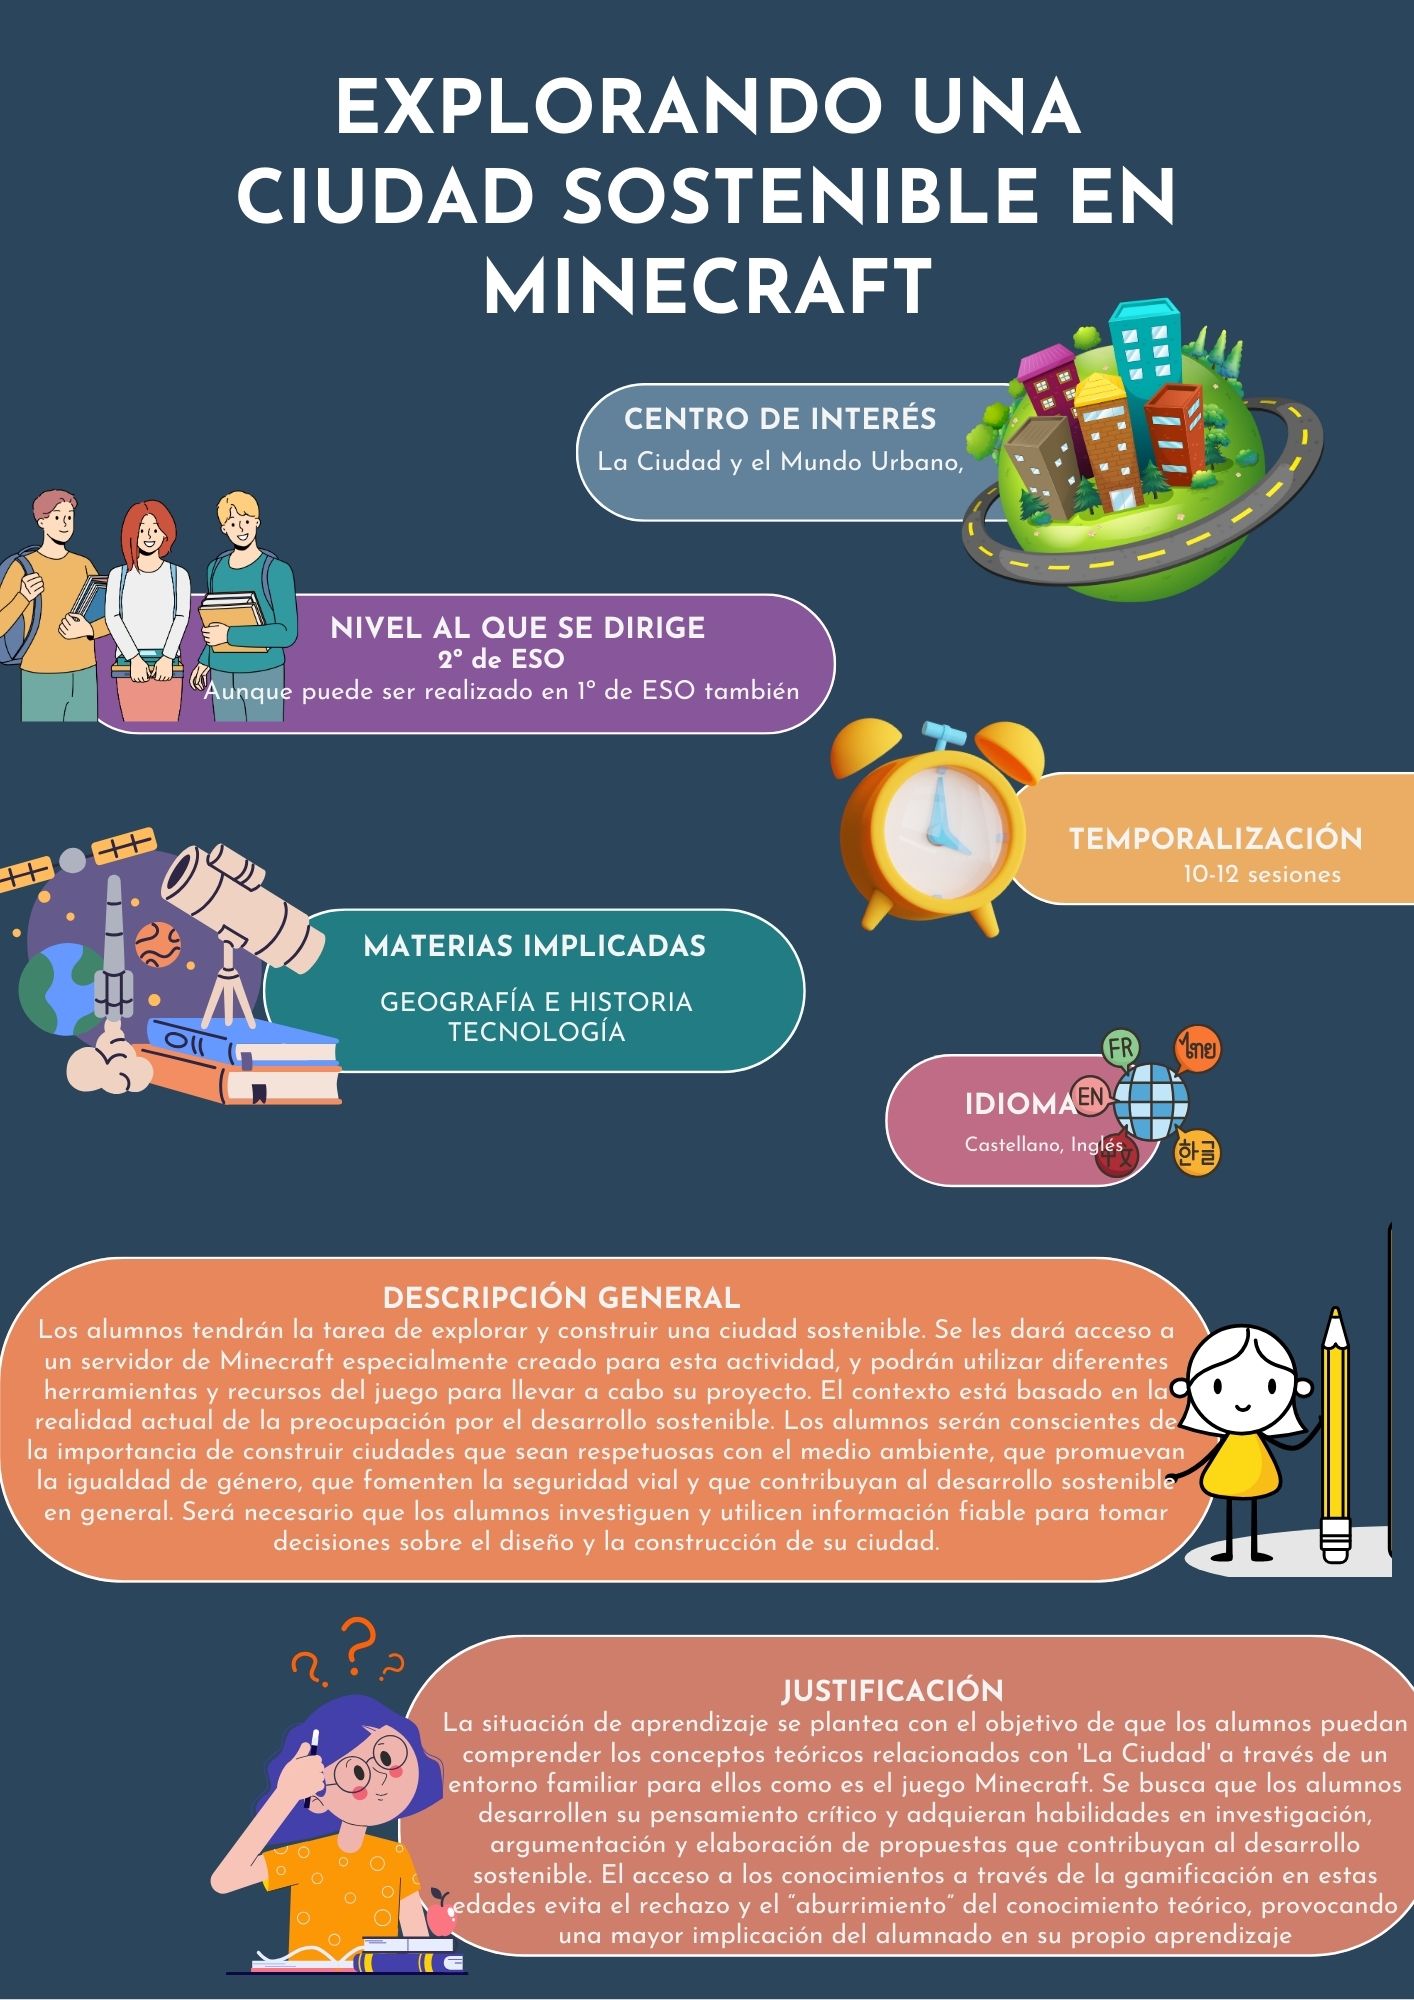 EXPLORANDO UNA
CIUDAD SOSTENIBLE EN
MINECRAFT
CENTRO DE INTERÉS
La Ciudad y el Mundo Urbano,
NIVEL AL QUE SE DIRIGE
2º de ESO
Aunque puede ser realizado en 1º de ESO también
TEMPORALIZACIÓN
10-12 sesiones
MATERIAS IMPLICADAS
GEOGRAFÍA E HISTORIA
TECNOLOGÍA
FR
ไทย
IDIOMA
EN
Castellano, Inglés
中文
한글
DESCRIPCIÓN GENERAL
Los alumnos tendrán la tarea de explorar y construir una ciudad sostenible. Se les dará acceso a
un servidor de Minecraft especialmente creado para esta actividad, y podrán utilizar diferentes
herramientas y recursos del juego para llevar a cabo su proyecto. El contexto está basado en la
realidad actual de la preocupación por el desarrollo sostenible. Los alumnos serán conscientes de
la importancia de construir ciudades que sean respetuosas con el medio ambiente, que promuevan
la igualdad de género, que fomenten la seguridad vial y que contribuyan al desarrollo sostenible
en general. Será necesario que los alumnos investiguen y utilicen información fiable para tomar
decisiones sobre el diseño y la construcción de su ciudad.
JUSTIFICACIÓN
La situación de aprendizaje se plantea con el objetivo de que los alumnos puedan
comprender los conceptos teóricos relacionados con 'La Ciudad' a través de un
entorno familiar para ellos como es el juego Minecraft. Se busca que los alumnos
desarrollen su pensamiento crítico y adquieran habilidades en investigación,
argumentación y elaboración de propuestas que contribuyan al desarrollo
sostenible. El acceso a los conocimientos a través de la gamificación en estas
edades evita el rechazo y el “aburrimiento” del conocimiento teórico, provocando
una mayor implicación del alumnado en su propio aprendizaje